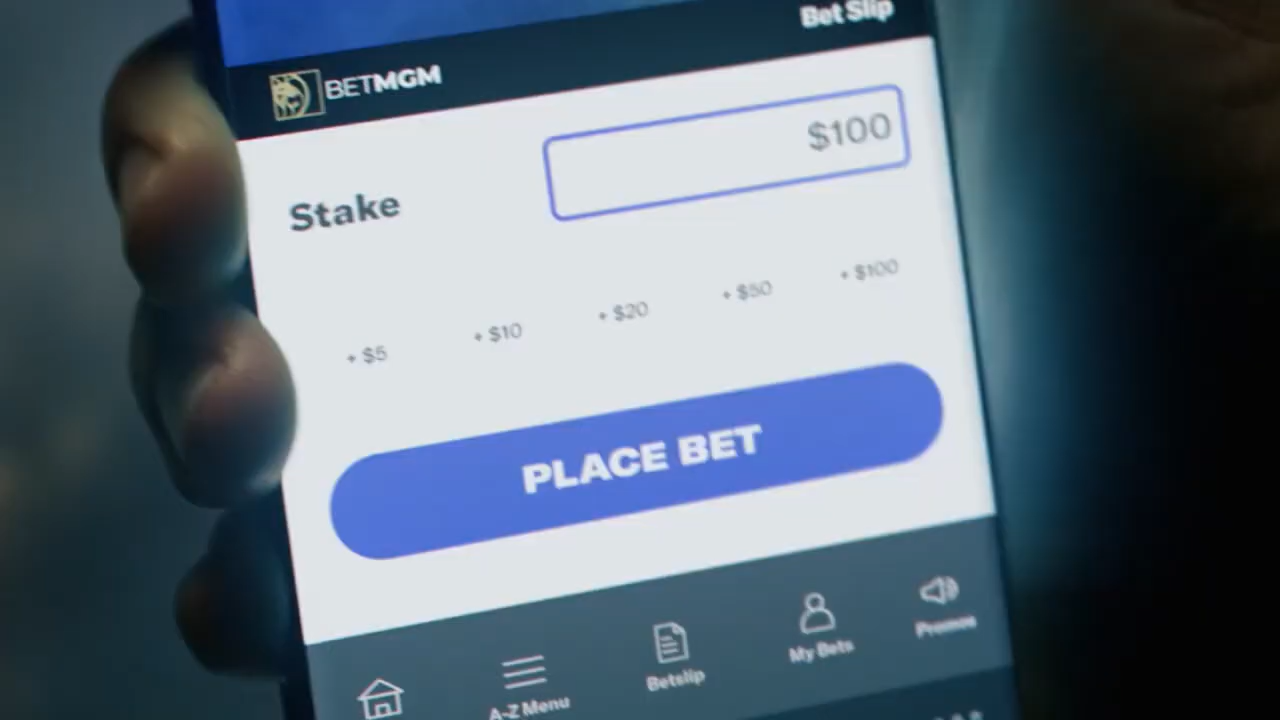 Bet Slip
BETMGM
$100
Stake
+ $5
+ $10
+ $20
+ $50
+ $100
PLACE BET
A-Z Menu
Betslip
My Bets
Promos